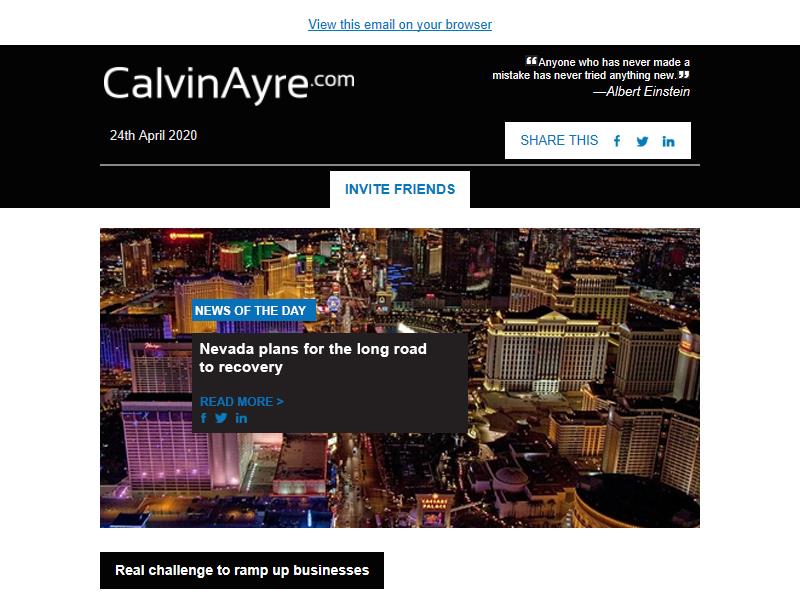 View this email on your browser
CalvinAyre.com
“Anyone who has never made a
mistake has never tried anything new.”
—Albert Einstein
24th April 2020
SHARE THIS
INVITE FRIENDS
NEWS OF THE DAY
Nevada plans for the long road
to recovery
READ MORE >
CAESARS
PALACE
Real challenge to ramp up businesses